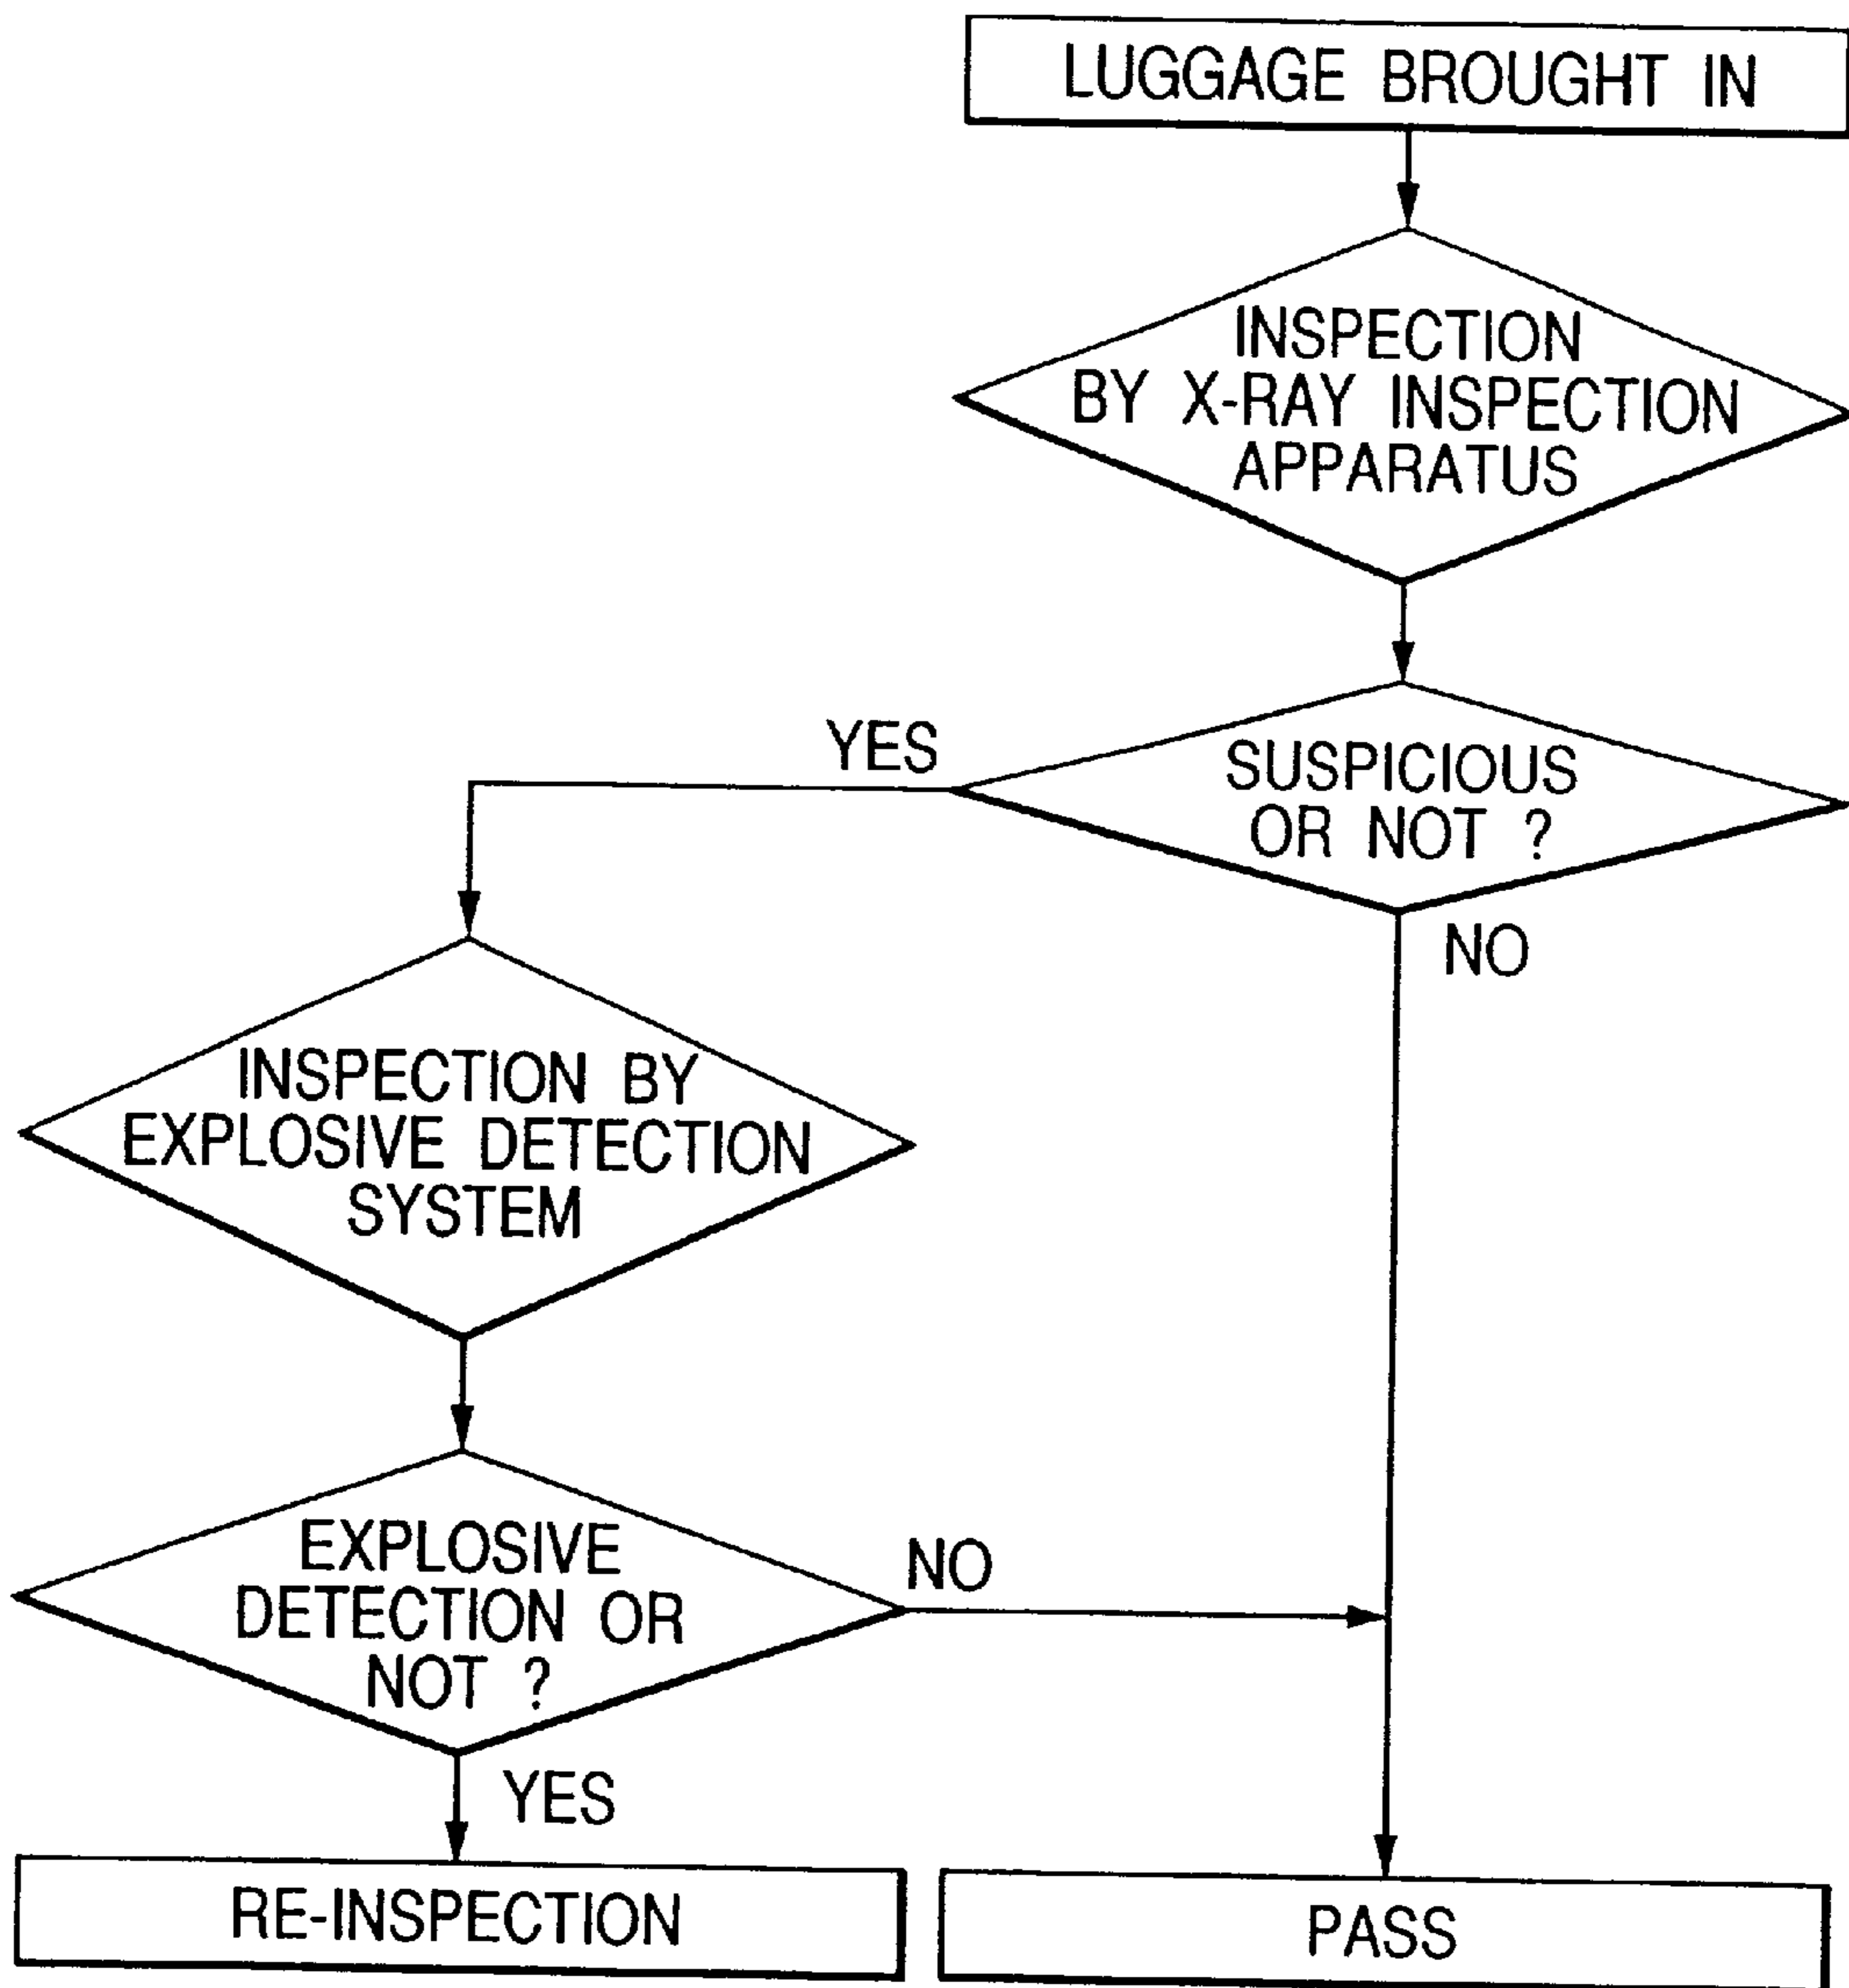 LUGGAGE BROUGHT IN
INSPECTION
BY X-RAY INSPECTION
APPARATUS
YES
SUSPICIOUS
OR NOT ?
NO
INSPECTION BY
EXPLOSIVE DETECTION
SYSTEM
EXPLOSIVE
DETECTION OR
NOT ?
NO
YES
RE-INSPECTION
PASS